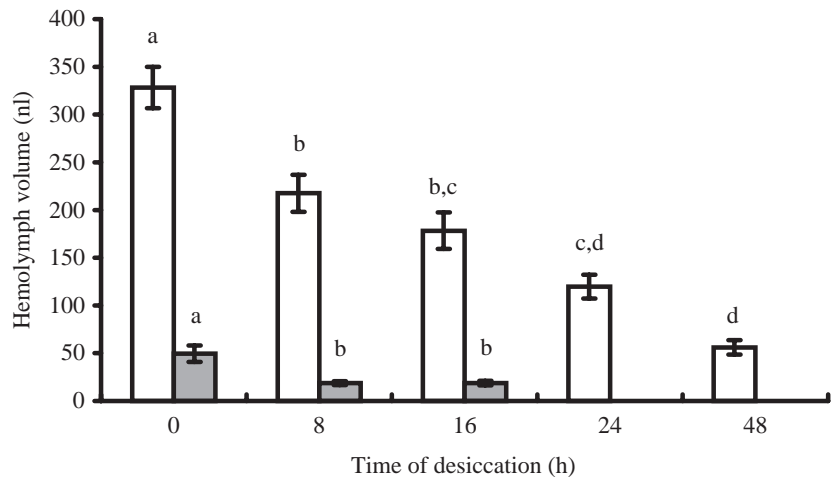 400
350
300
250
200
150
100
50
0
Hemolymph volume (nl)
a
a
b
b
b,c
b
c,d
d
0 8 16 24 48
Time of desiccation (h)